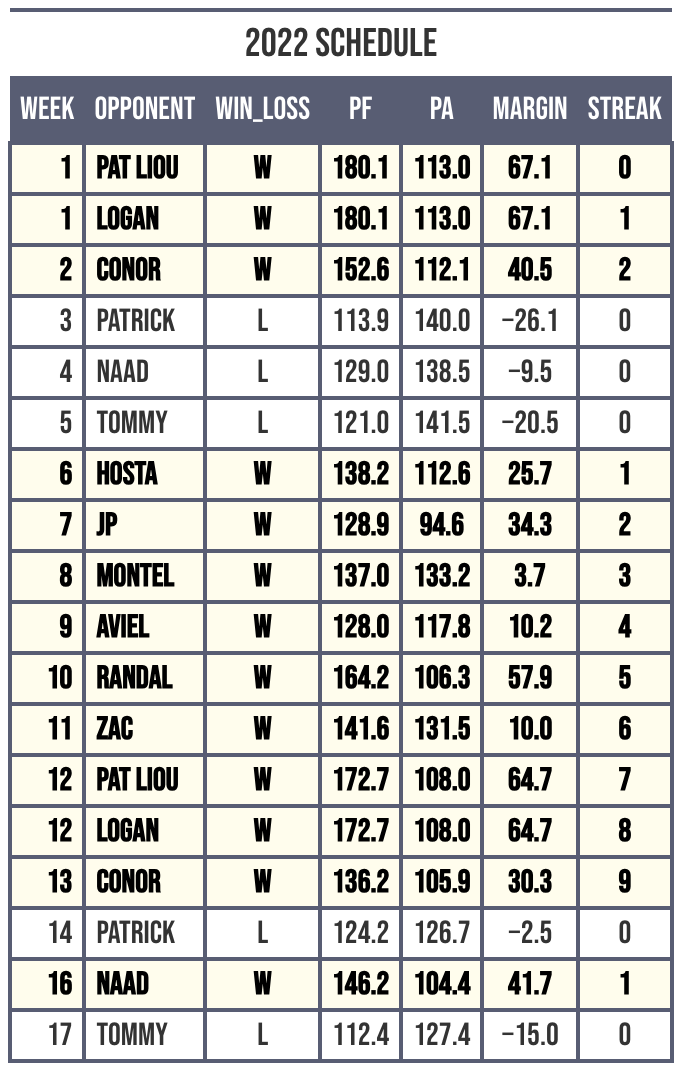 2022 SCHEDULE
WEEK OPPONENT WIN_LOSS PF PA MARGIN STREAK
1 PAT LIOU W 180.1 113.0 67.1 0
1 LOGAN W 180.1 113.0 67.1 1
2 CONOR W 152.6 112.1 40.5 2
3 PATRICK L 113.9 140.0 −26.1 0
4 NAAD L 129.0 138.5 −9.5 0
5 TOMMY L 121.0 141.5 −20.5 0
6 HOSTA W 138.2 112.6 25.7 1
7 JP W 128.9 94.6 34.3 2
8 MONTEL W 137.0 133.2 3.7 3
9 AVIEL W 128.0 117.8 10.2 4
10 RANDAL W 164.2 106.3 57.9 5
11 ZAC W 141.6 131.5 10.0 6
12 PAT LIOU W 172.7 108.0 64.7 7
12 LOGAN W 172.7 108.0 64.7 8
13 CONOR W 136.2 105.9 30.3 9
14 PATRICK L 124.2 126.7 −2.5 0
16 NAAD W 146.2 104.4 41.7 1
17 TOMMY L 112.4 127.4 −15.0 0